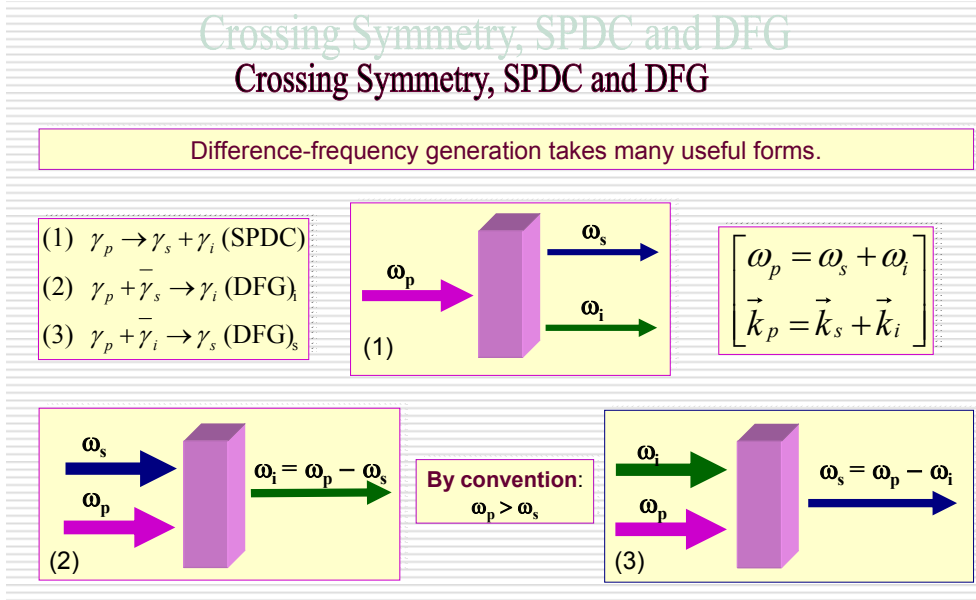 Crossing Symmetry, SPDC and DFG
Crossing Symmetry, SPDC and DFG
Difference-frequency generation takes many useful forms.
(1) γₚ → γₛ + γᵢ (SPDC)
(2) γₚ + γ̄ₛ → γᵢ (DFG)ᵢ
(3) γₚ + γ̄ᵢ → γₛ (DFG)ₛ
ωₚ
ωₛ
ωᵢ
(1)
ωₚ = ωₛ + ωᵢ
k⃗ₚ = k⃗ₛ + k⃗ᵢ
ωₛ
ωₚ
ωᵢ = ωₚ − ωₛ
(2)
By convention:
ωₚ > ωₛ
ωᵢ
ωₚ
ωₛ = ωₚ − ωᵢ
(3)